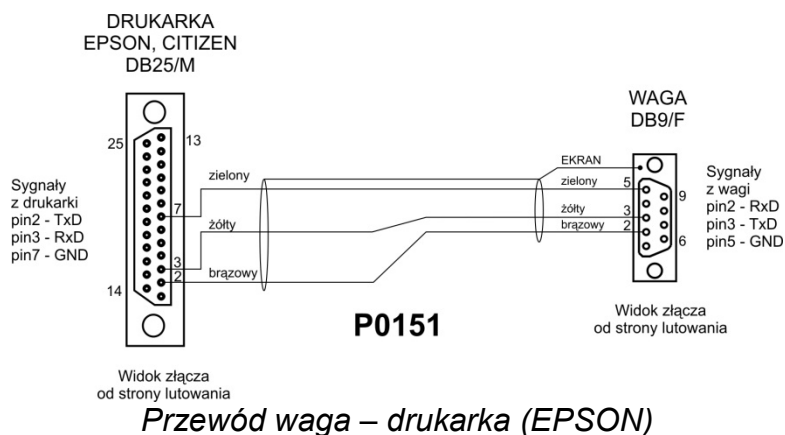 DRUKARKA
EPSON, CITIZEN
DB25/M
25
13
7
3
2
14
Sygnały
z drukarki
pin2 - TxD
pin3 - RxD
pin7 - GND
zielony
żółty
brązowy
Widok złącza
od strony lutowania
P0151
WAGA
DB9/F
EKRAN
zielony
żółty
brązowy
5
9
3
2
6
Sygnały
z wagi
pin2 - RxD
pin3 - TxD
pin5 - GND
Widok złącza
od strony lutowania
Przewód waga – drukarka (EPSON)